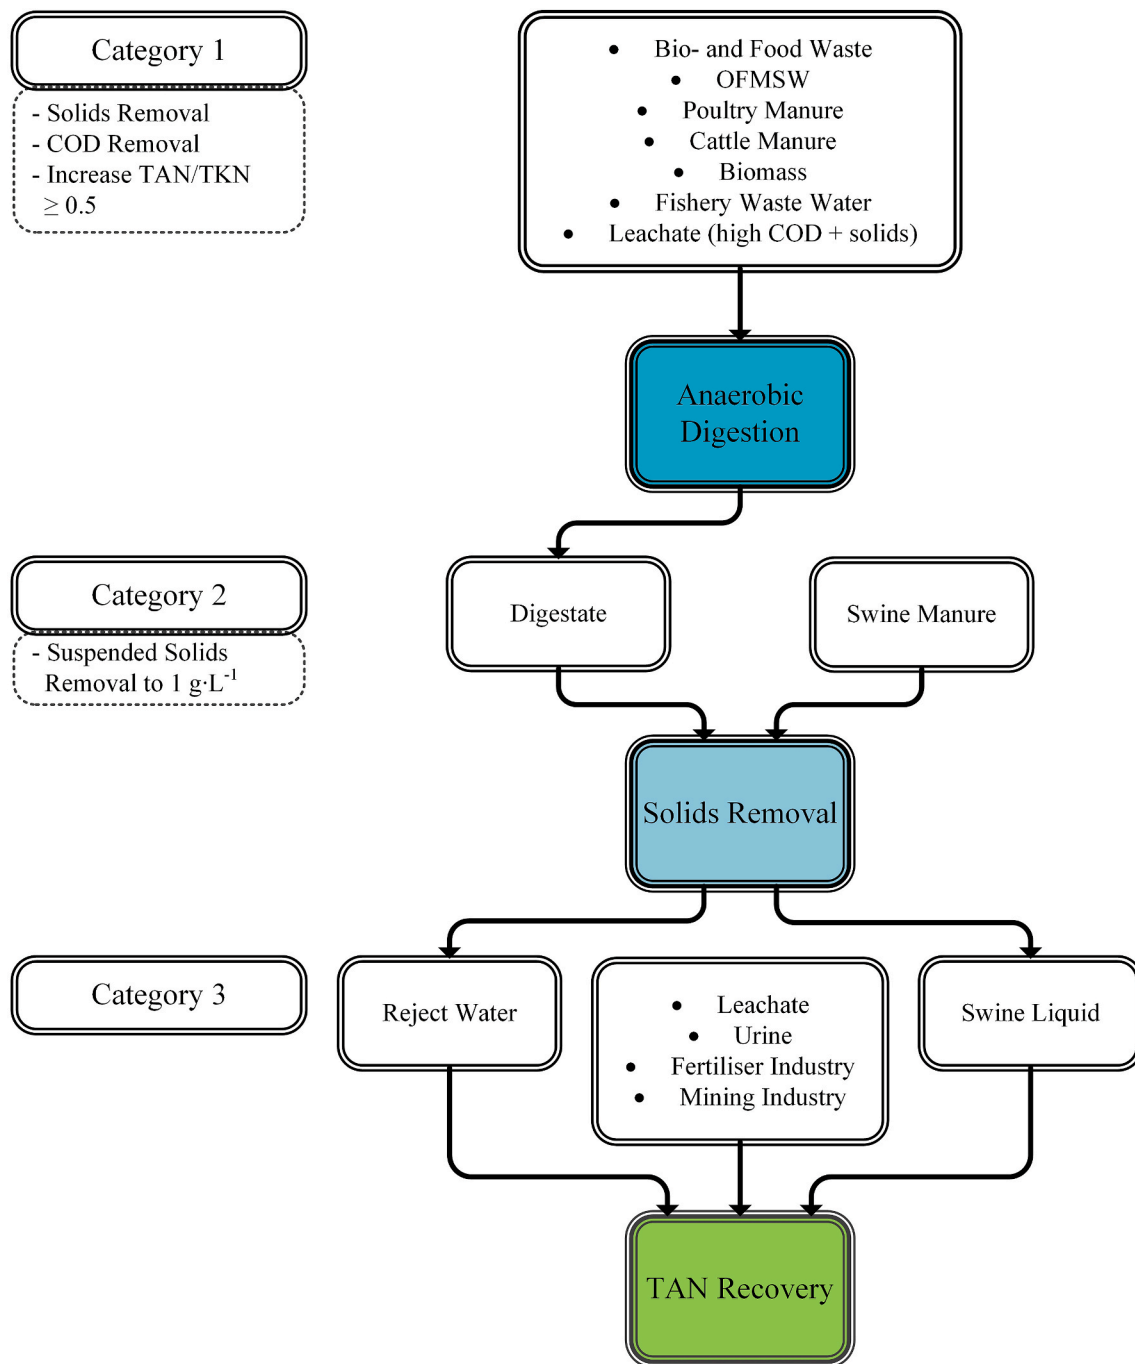 Category 1
- Solids Removal
- COD Removal
- Increase TAN/TKN
≥ 0.5
• Bio- and Food Waste
• OFMSW
• Poultry Manure
• Cattle Manure
• Biomass
• Fishery Waste Water
• Leachate (high COD + solids)
Anaerobic
Digestion
Category 2
- Suspended Solids
Removal to 1 g·L⁻¹
Digestate
Swine Manure
Solids Removal
Category 3
Reject Water
• Leachate
• Urine
• Fertiliser Industry
• Mining Industry
Swine Liquid
TAN Recovery